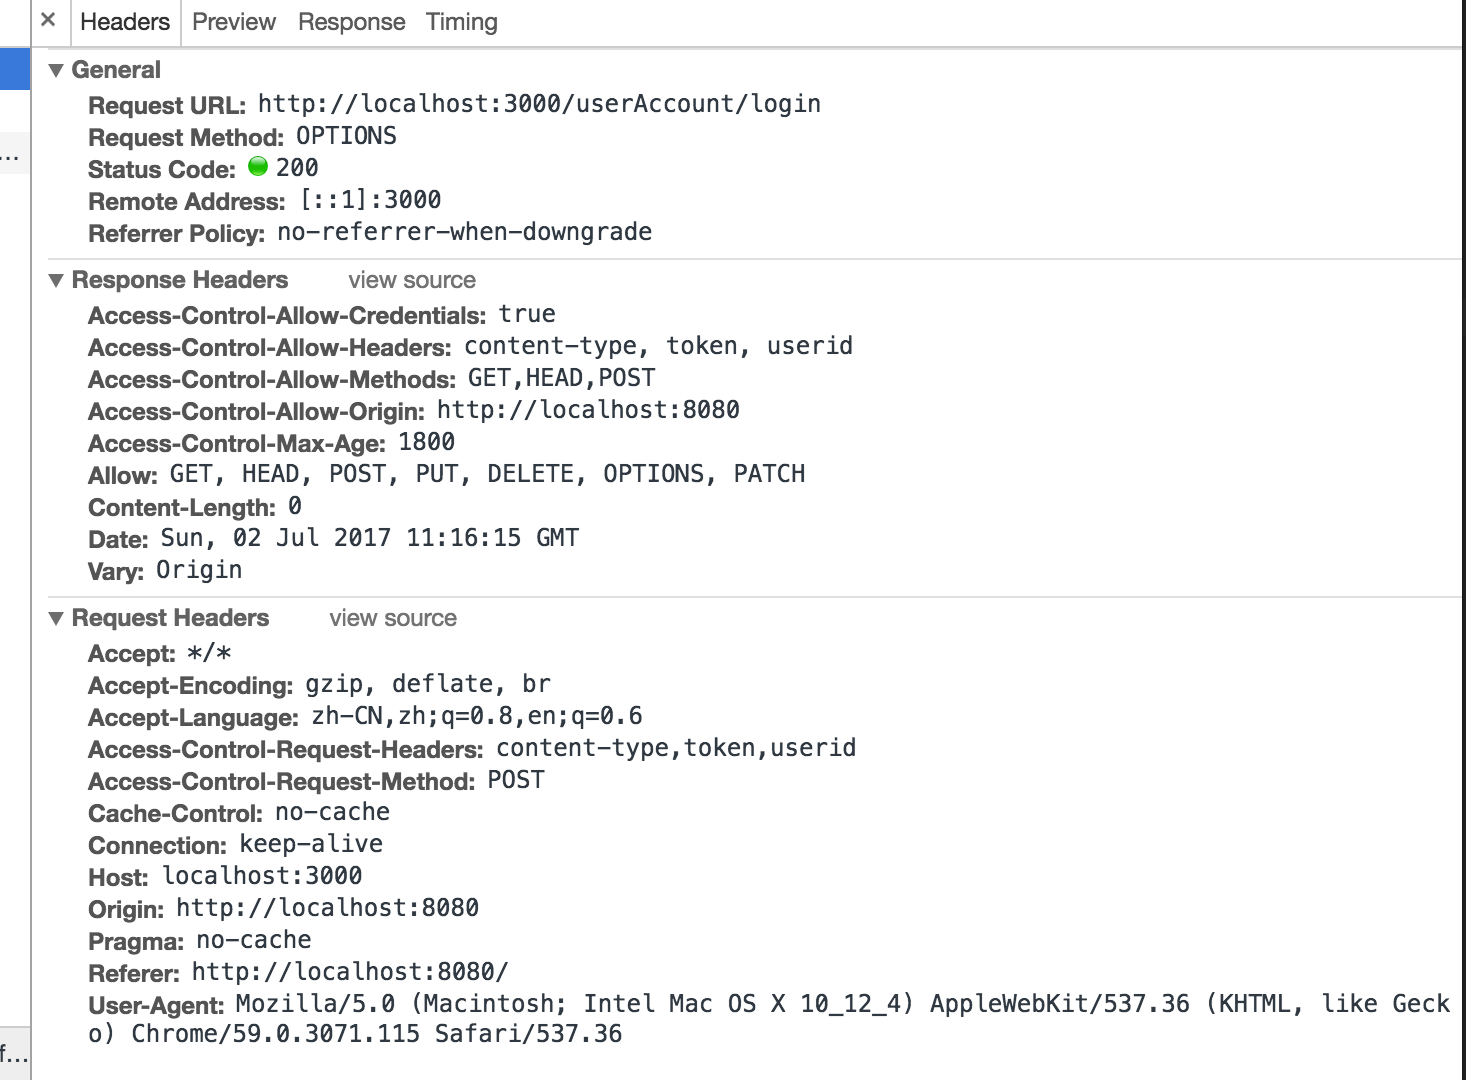 × Headers Preview Response Timing
▼ General
Request URL: http://localhost:3000/userAccount/login
Request Method: OPTIONS
Status Code: 200
...
Remote Address: [::1]:3000
Referrer Policy: no-referrer-when-downgrade
▼ Response Headers view source
Access-Control-Allow-Credentials: true
Access-Control-Allow-Headers: content-type, token, userid
Access-Control-Allow-Methods: GET,HEAD,POST
Access-Control-Allow-Origin: http://localhost:8080
Access-Control-Max-Age: 1800
Allow: GET, HEAD, POST, PUT, DELETE, OPTIONS, PATCH
Content-Length: 0
Date: Sun, 02 Jul 2017 11:16:15 GMT
Vary: Origin
▼ Request Headers view source
Accept: */*
Accept-Encoding: gzip, deflate, br
Accept-Language: zh-CN,zh;q=0.8,en;q=0.6
Access-Control-Request-Headers: content-type,token,userid
Access-Control-Request-Method: POST
Cache-Control: no-cache
Connection: keep-alive
Host: localhost:3000
Origin: http://localhost:8080
Pragma: no-cache
Referer: http://localhost:8080/
User-Agent: Mozilla/5.0 (Macintosh; Intel Mac OS X 10_12_4) AppleWebKit/537.36 (KHTML, like Geck
o) Chrome/59.0.3071.115 Safari/537.36
f...